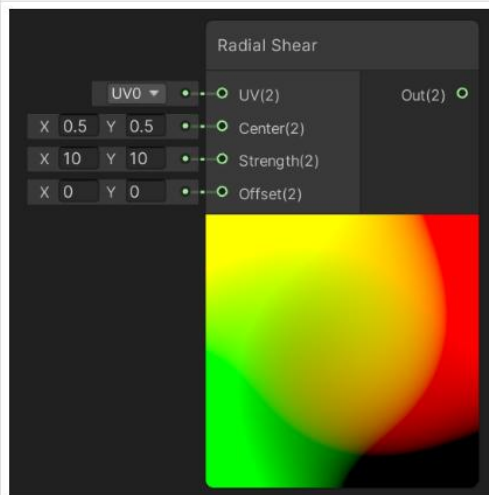 Radial Shear
UV0 UV(2) Out(2)
X 0.5 Y 0.5 Center(2)
X 10 Y 10 Strength(2)
X 0 Y 0 Offset(2)